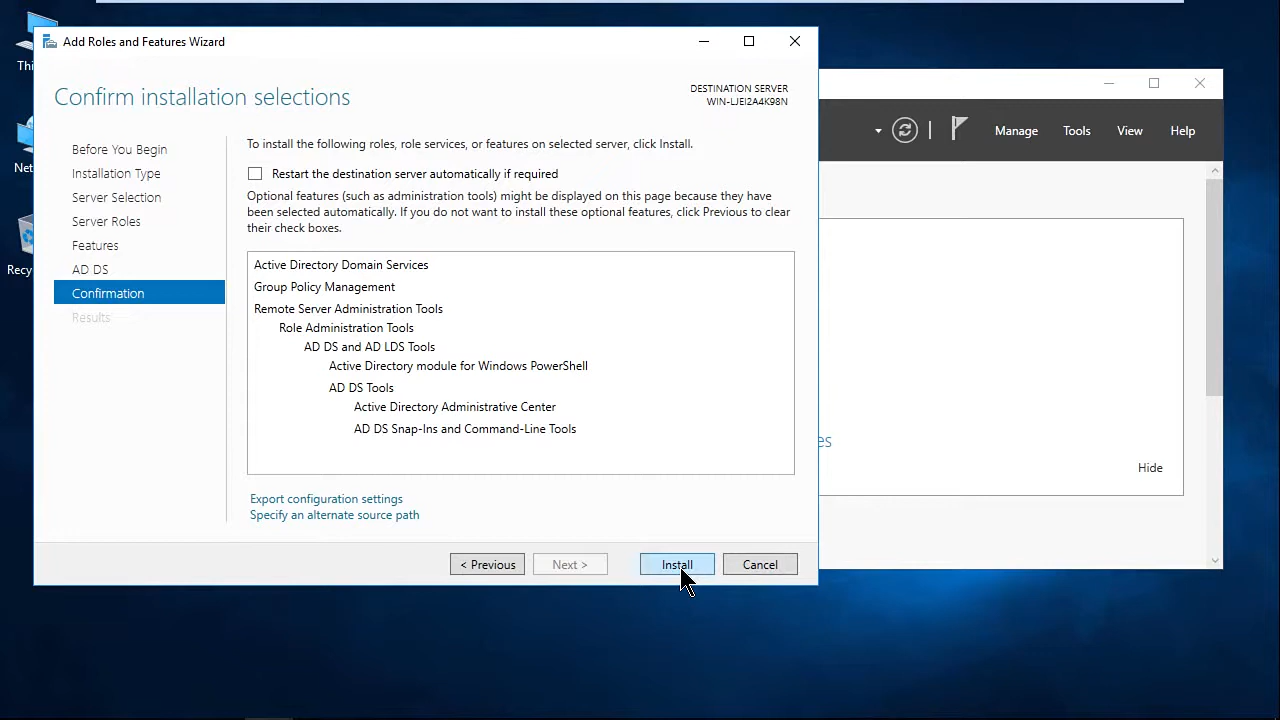 Thi
Net
Recy
Add Roles and Features Wizard
Confirm installation selections
DESTINATION SERVER
WIN-LJEI2A4K98N
Before You Begin
Installation Type
Server Selection
Server Roles
Features
AD DS
Confirmation
Results
To install the following roles, role services, or features on selected server, click Install.
Restart the destination server automatically if required
Optional features (such as administration tools) might be displayed on this page because they have
been selected automatically. If you do not want to install these optional features, click Previous to clear
their check boxes.
Active Directory Domain Services
Group Policy Management
Remote Server Administration Tools
Role Administration Tools
AD DS and AD LDS Tools
Active Directory module for Windows PowerShell
AD DS Tools
Active Directory Administrative Center
AD DS Snap-Ins and Command-Line Tools
Export configuration settings
Specify an alternate source path
< Previous
Next >
Install
Cancel
Manage
Tools
View
Help
es
Hide